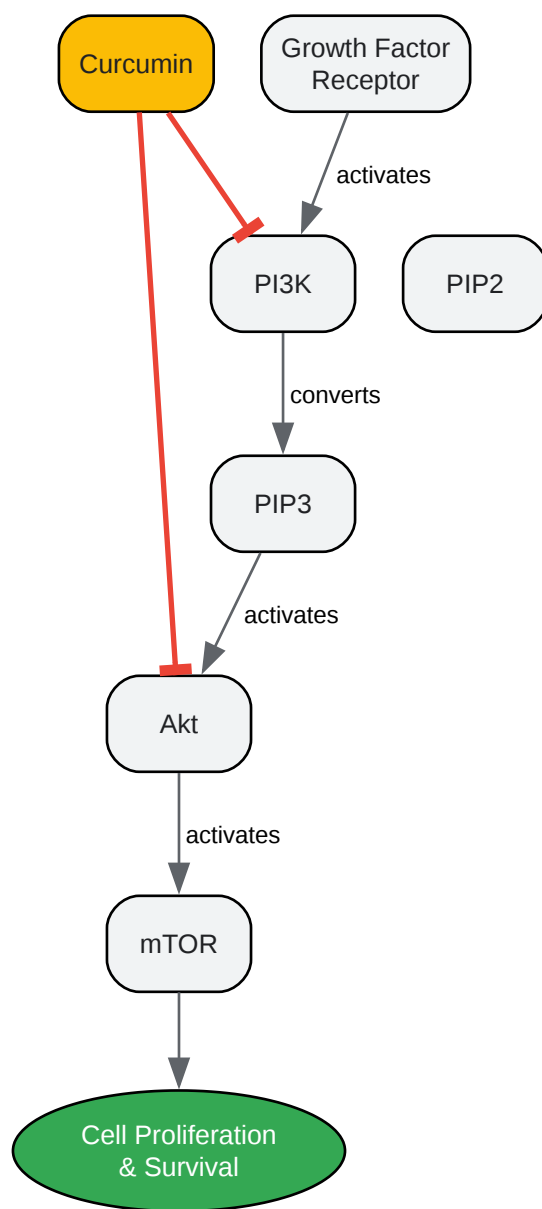 Curcumin
Growth Factor
Receptor
activates
PI3K
PIP2
converts
PIP3
activates
Akt
activates
mTOR
Cell Proliferation
& Survival